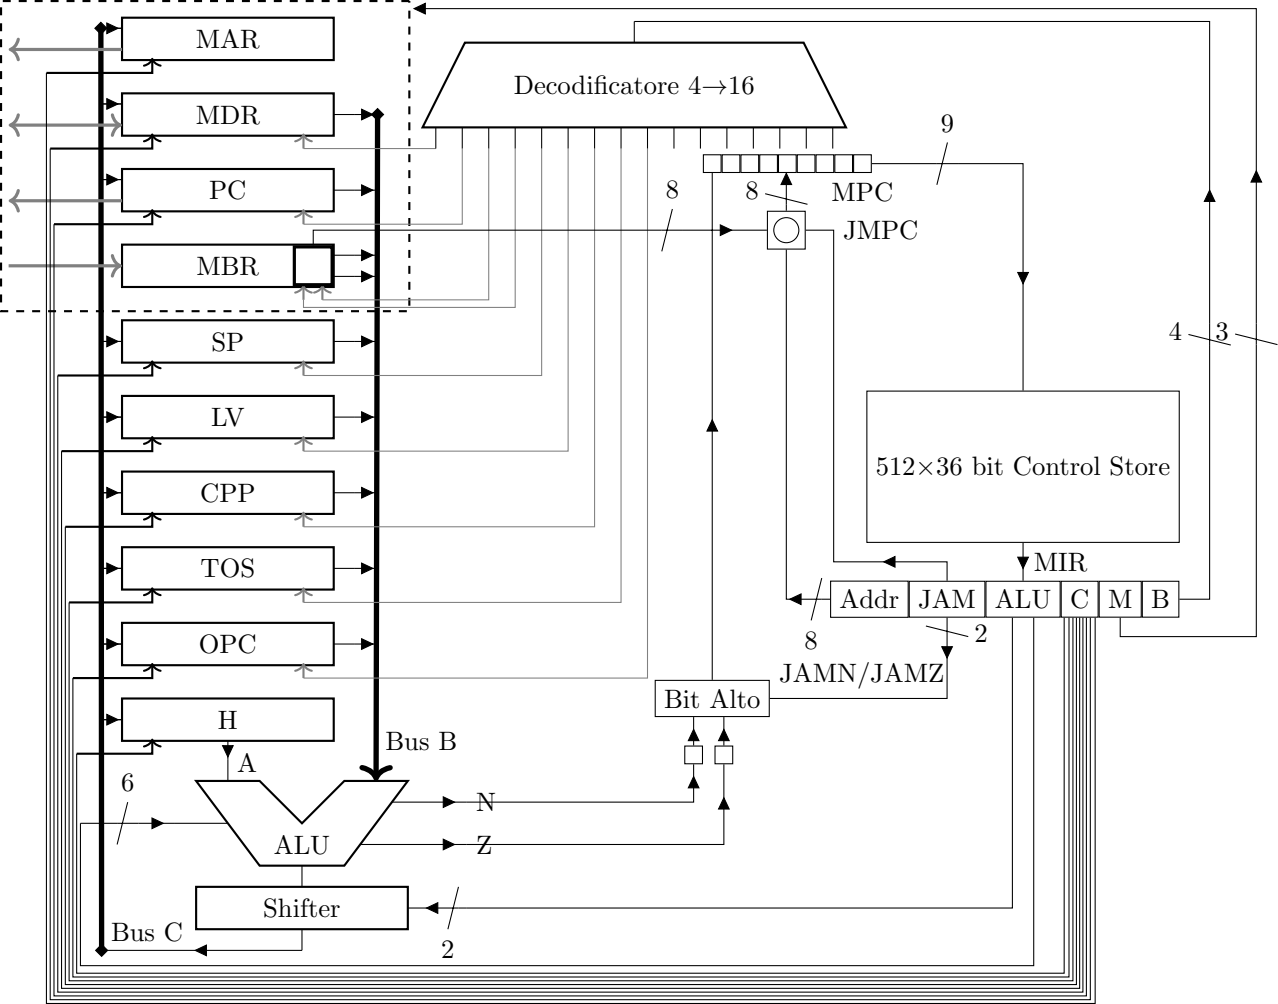 MAR
Decodificatore 4→16
MDR
9
PC
8
8
MPC
JMPC
MBR
SP
4
3
LV
512×36 bit Control Store
CPP
TOS
MIR
Addr
JAM
ALU
C
M
B
OPC
8
2
JAMN/JAMZ
H
Bit Alto
Bus B
A
6
N
ALU
Z
Shifter
Bus C
2